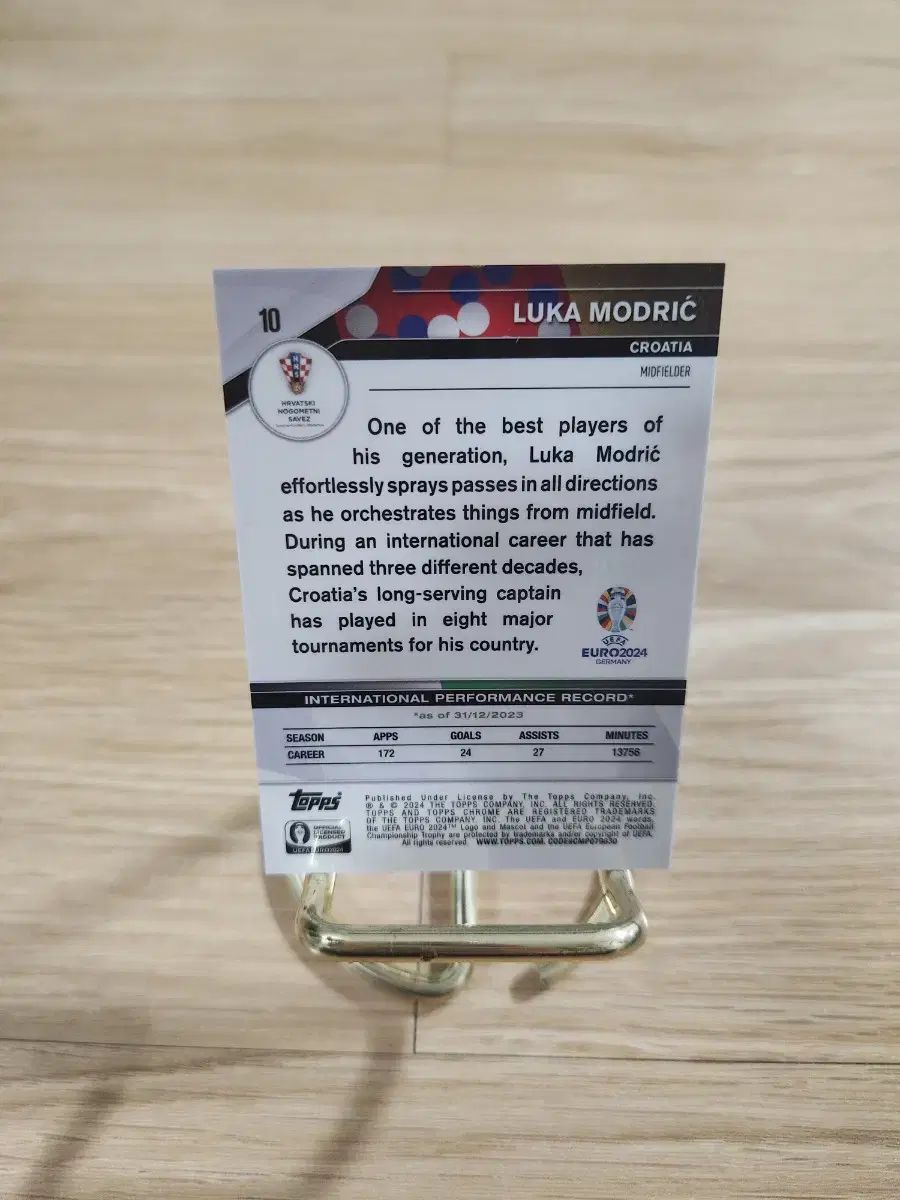 10
LUKA MODRIĆ
CROATIA
MIDFIELDER
HNS
HRVATSKI
NOGOMETNI
SAVEZ
One of the best players of
his generation, Luka Modrić
effortlessly sprays passes in all directions
as he orchestrates things from midfield.
During an international career that has
spanned three different decades,
Croatia's long-serving captain
has played in eight major
tournaments for his country.
UEFA
EURO2024
GERMANY
INTERNATIONAL PERFORMANCE RECORD*
*as of 31/12/2023
SEASON APPS GOALS ASSISTS MINUTES
CAREER 172 24 27 13756
Topps
OFFICIAL
LICENSED
PRODUCT
UEFA EURO2024
Published Under License by The Topps Company, Inc.
® & © 2024 THE TOPPS COMPANY, INC. ALL RIGHTS RESERVED.
TOPPS AND TOPPS CHROME ARE REGISTERED TRADEMARKS
OF THE TOPPS COMPANY, INC. The UEFA and EURO 2024 words,
the UEFA EURO 2024™ Logo and Mascot and the UEFA European Football
Championship Trophy are protected by trademarks and/or copyright of UEFA.
All rights reserved. WWW.TOPPS.COM.